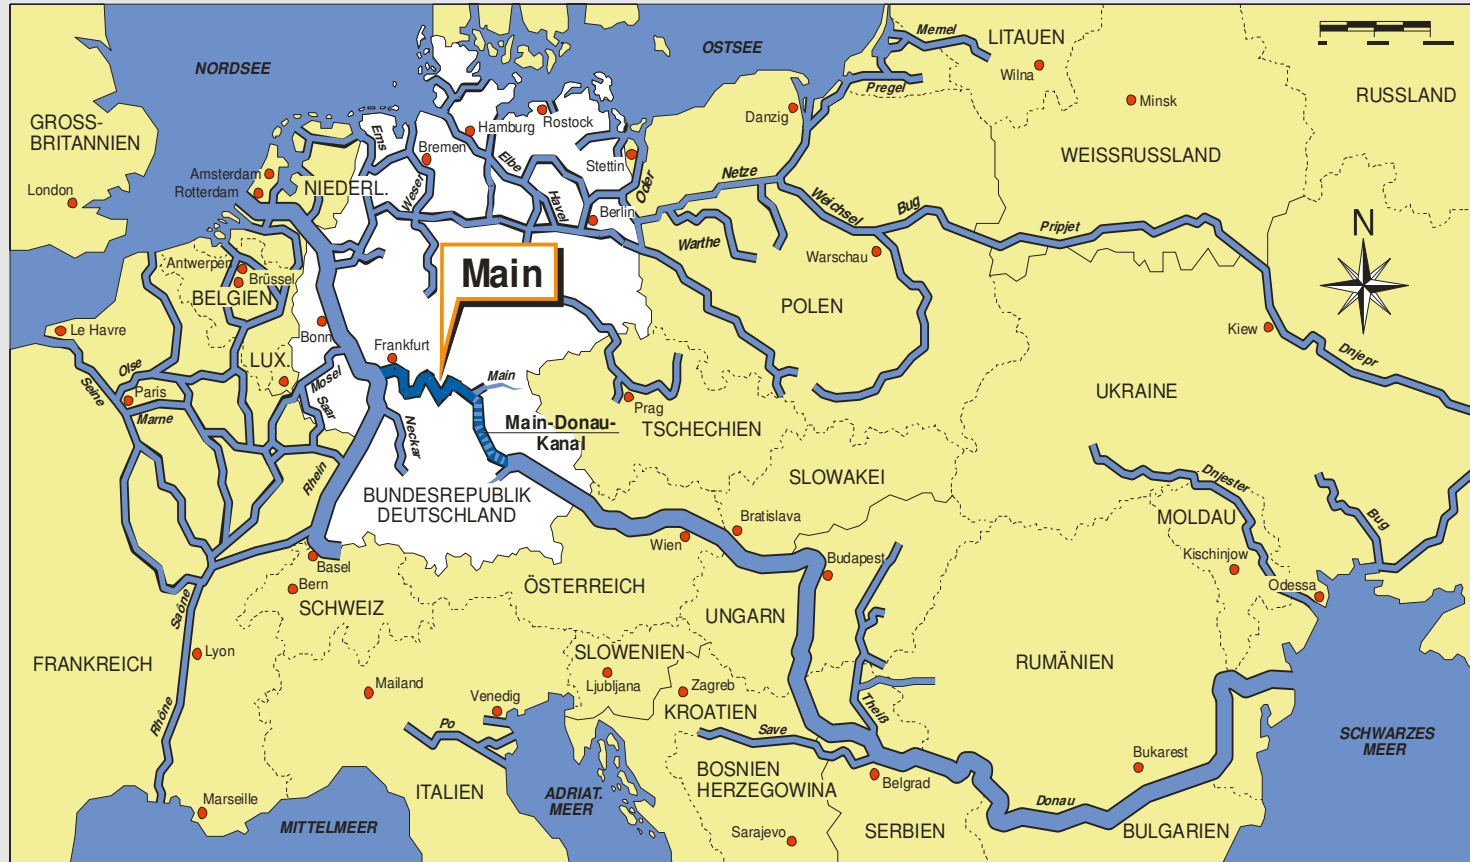 OSTSEE
Memel
LITAUEN
Wilna
NORDSEE
Pregel
RUSSLAND
Minsk
GROSS-
BRITANNIEN
Danzig
Rostock
Hamburg
Ems
Bremen
Elbe
WEISSRUSSLAND
Stettin
Amsterdam
Rotterdam
NIEDERL.
London
Weser
Havel
Oder
Netze
Weichsel
Bug
Berlin
Pripjet
N
Warthe
Warschau
Antwerpen
Brüssel
BELGIEN
Main
POLEN
Le Havre
Bonn
Kiew
Frankfurt
Dnjepr
LUX.
Olse
Seine
Paris
Marne
Mosel
Saar
Main
Prag
TSCHECHIEN
UKRAINE
Neckar
Main-Donau-
Kanal
Rhein
SLOWAKEI
Dnjester
BUNDESREPUBLIK
DEUTSCHLAND
Bratislava
Wien
MOLDAU
Bug
Kischinjow
Budapest
Basel
Bern
ÖSTERREICH
Odessa
SCHWEIZ
Saône
UNGARN
Lyon
FRANKREICH
SLOWENIEN
Ljubljana
RUMÄNIEN
Mailand
Zagreb
Venedig
KROATIEN
Theiß
Rhône
Po
Save
SCHWARZES
MEER
Bukarest
BOSNIEN
HERZEGOWINA
Belgrad
ITALIEN
ADRIAT.
MEER
Marseille
MITTELMEER
Donau
SERBIEN
BULGARIEN
Sarajevo